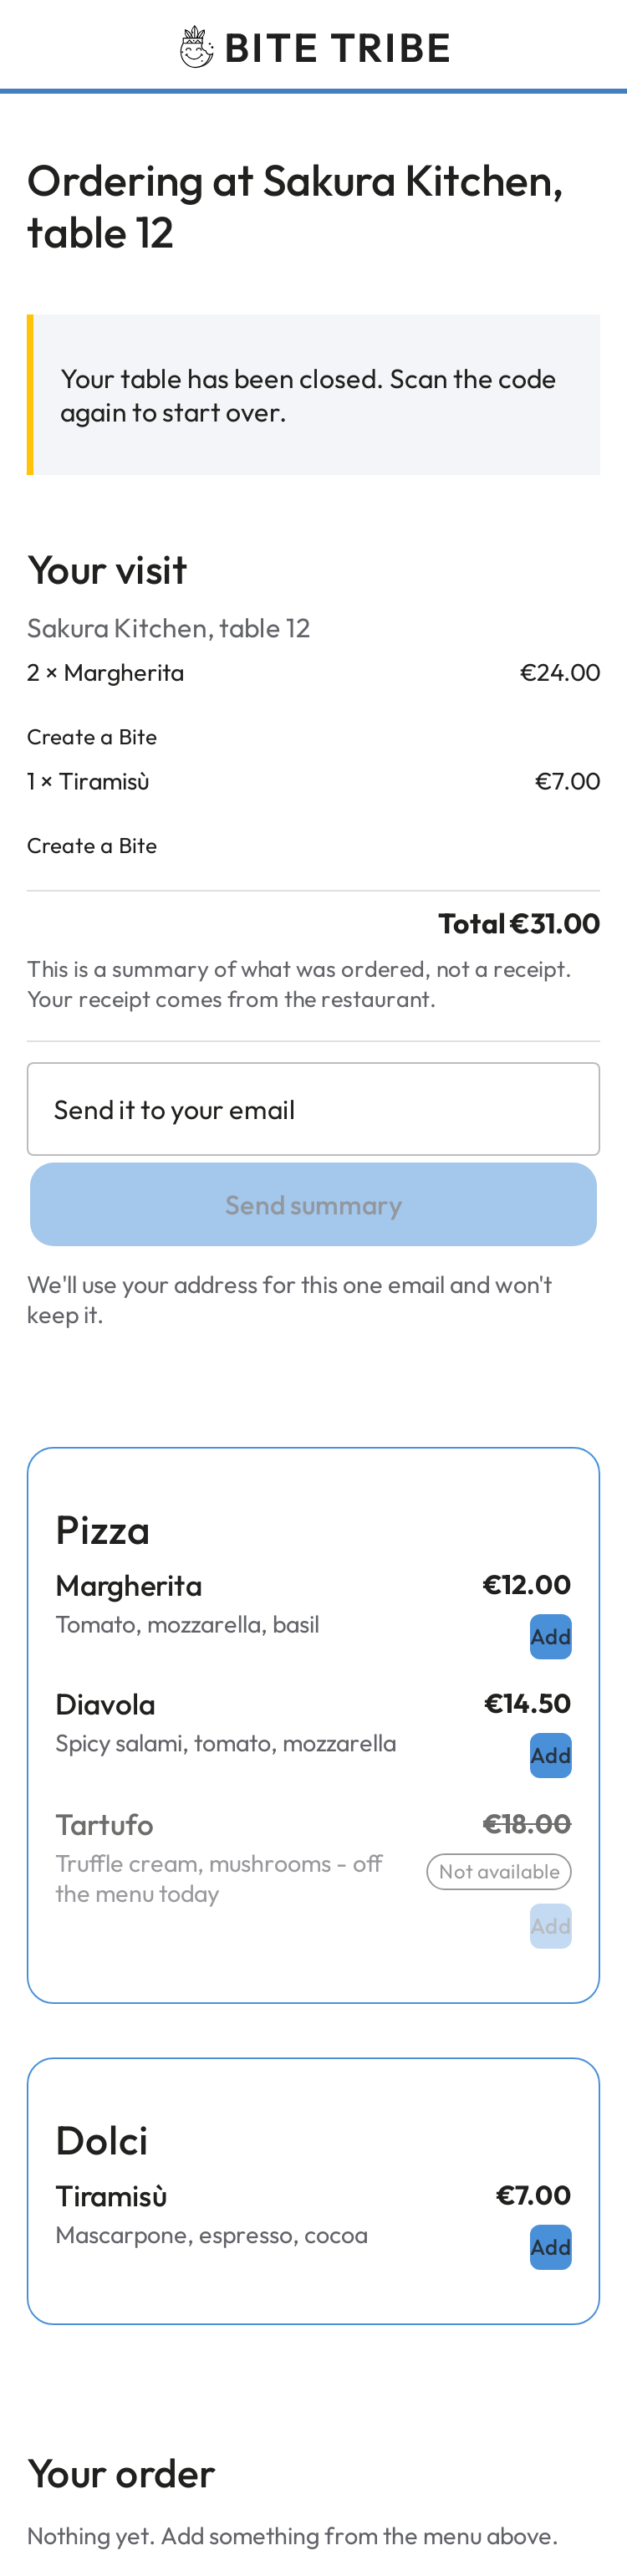 BITE TRIBE
Ordering at Sakura Kitchen,
table 12
Your table has been closed. Scan the code
again to start over.
Your visit
Sakura Kitchen, table 12
2 × Margherita €24.00
Create a Bite
1 × Tiramisù €7.00
Create a Bite
Total €31.00
This is a summary of what was ordered, not a receipt.
Your receipt comes from the restaurant.
Send it to your email
Send summary
We'll use your address for this one email and won't
keep it.
Pizza
Margherita €12.00
Tomato, mozzarella, basil
Add
Diavola €14.50
Spicy salami, tomato, mozzarella
Add
Tartufo €18.00
Truffle cream, mushrooms - off
the menu today
Not available
Add
Dolci
Tiramisù €7.00
Mascarpone, espresso, cocoa
Add
Your order
Nothing yet. Add something from the menu above.